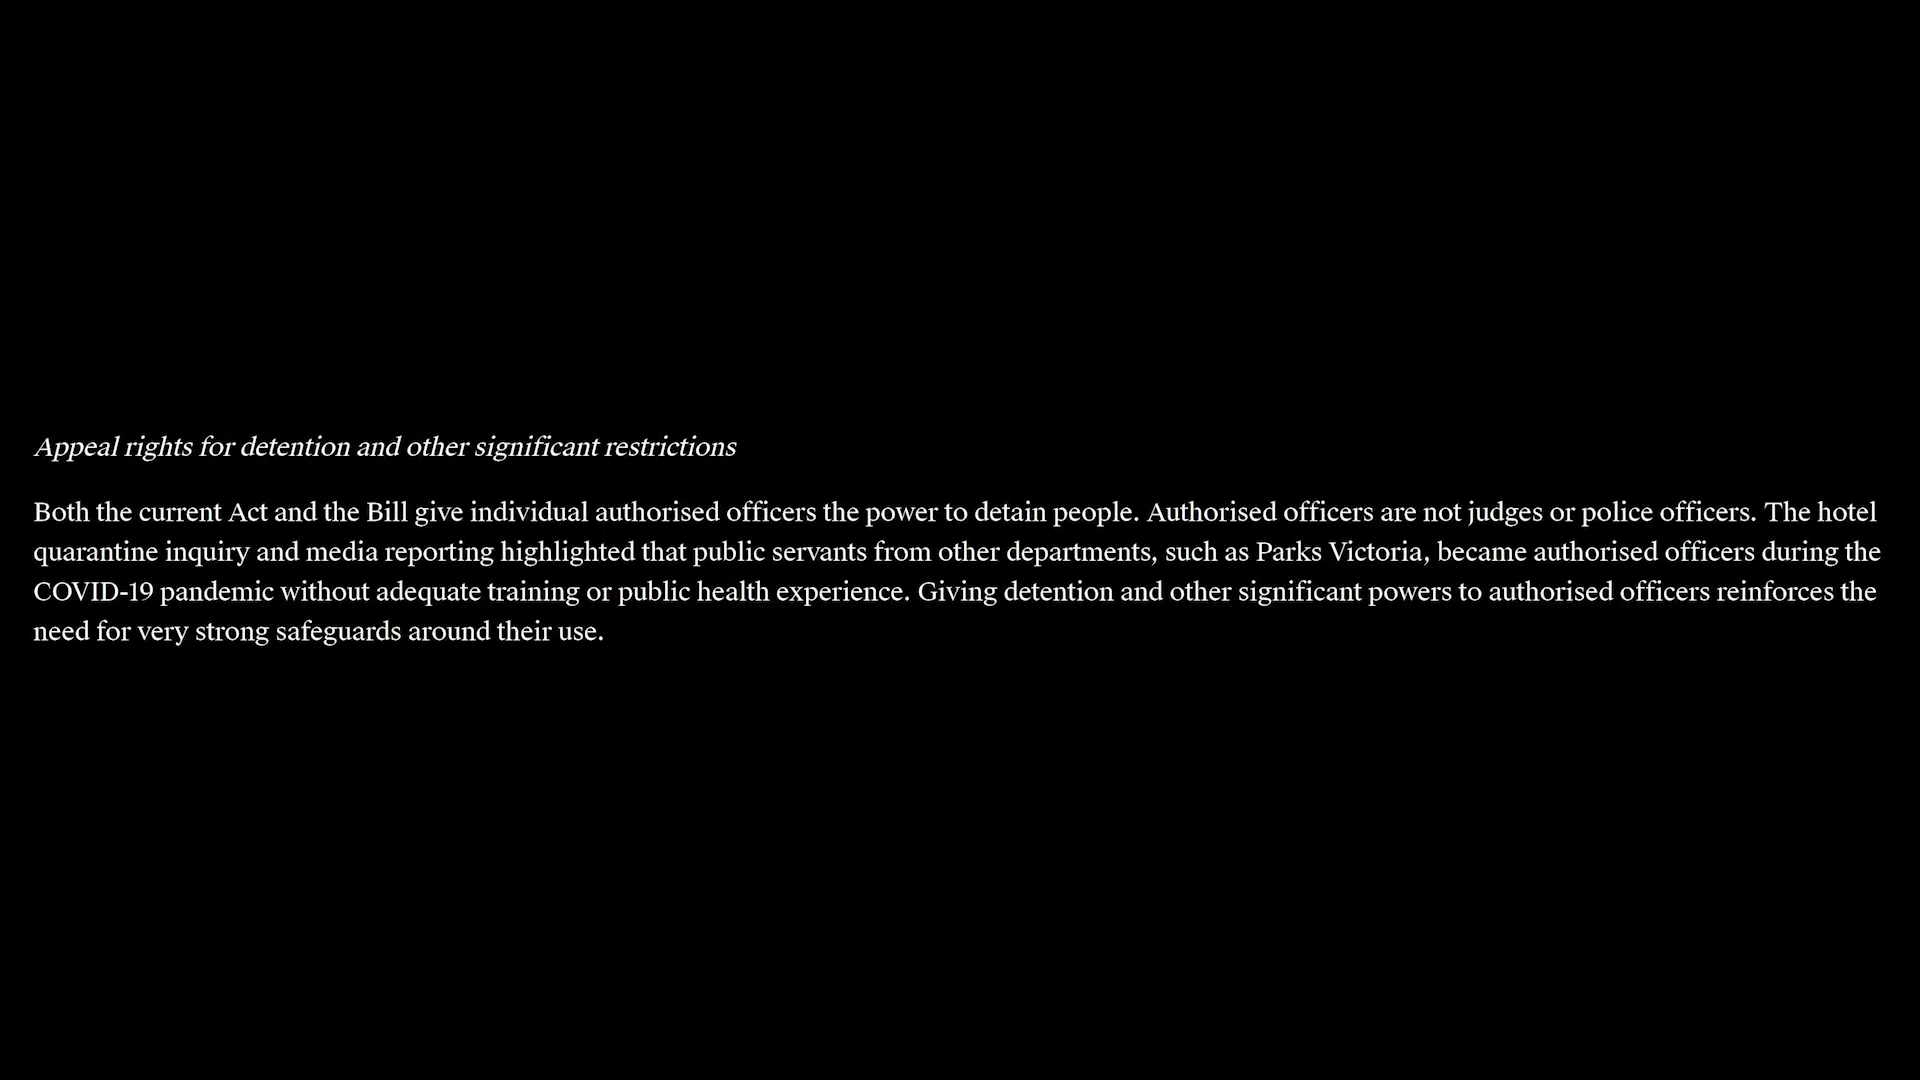 Appeal rights for detention and other significant restrictions
Both the current Act and the Bill give individual authorised officers the power to detain people. Authorised officers are not judges or police officers. The hotel
quarantine inquiry and media reporting highlighted that public servants from other departments, such as Parks Victoria, became authorised officers during the
COVID-19 pandemic without adequate training or public health experience. Giving detention and other significant powers to authorised officers reinforces the
need for very strong safeguards around their use.